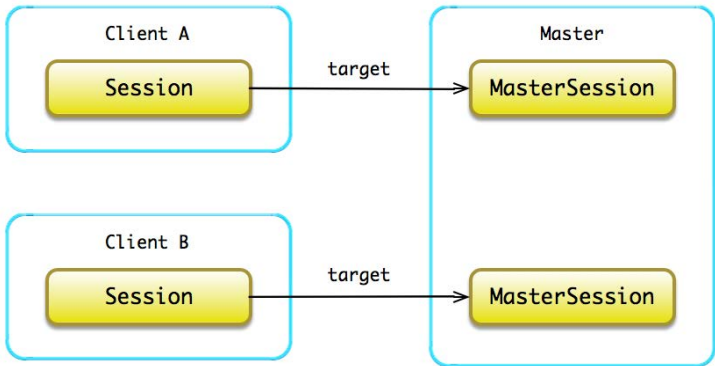 Client A
Master
Session
target
MasterSession
Client B
Session
target
MasterSession